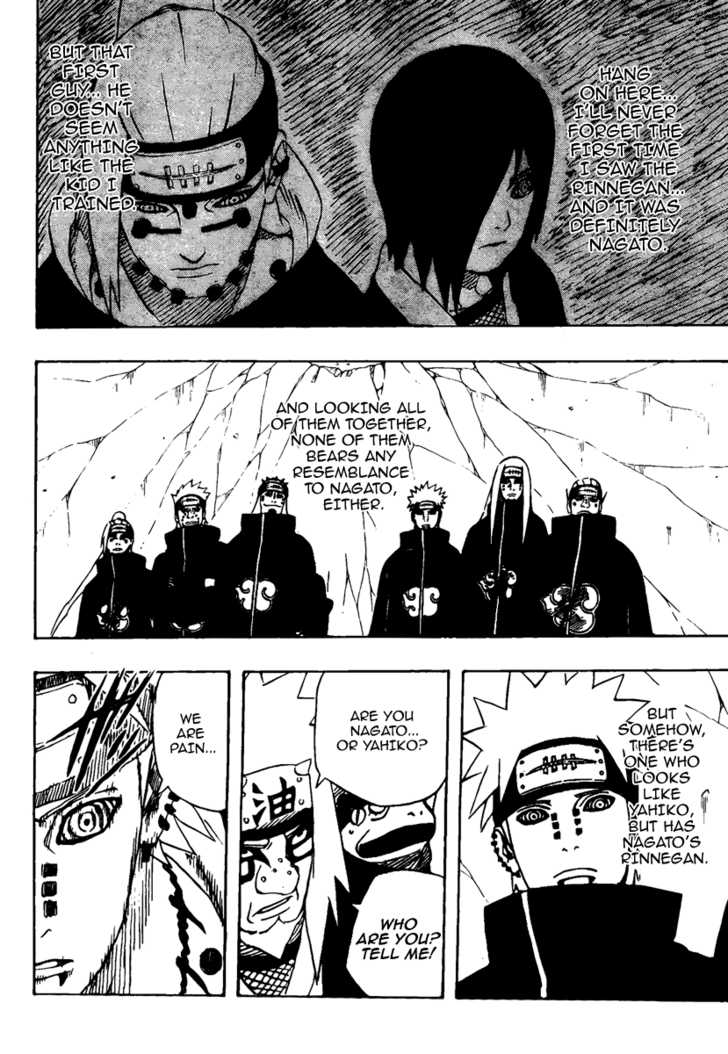 HANG
ON HERE...
I'LL NEVER
FORGET THE
FIRST TIME
I SAW THE
RINNEGAN...
AND IT WAS
DEFINITELY
NAGATO.
BUT THAT
FIRST
GUY... HE
DOESN'T
SEEM
ANYTHING
LIKE THE
KID I
TRAINED.
AND LOOKING ALL
OF THEM TOGETHER,
NONE OF THEM
BEARS ANY
RESEMBLANCE
TO NAGATO,
EITHER.
BUT
SOMEHOW,
THERE'S
ONE WHO
LOOKS
LIKE
YAHIKO,
BUT HAS
NAGATO'S
RINNEGAN.
ARE YOU
NAGATO...
OR YAHIKO?
油
WHO
ARE YOU?
TELL ME!
WE
ARE
PAIN...